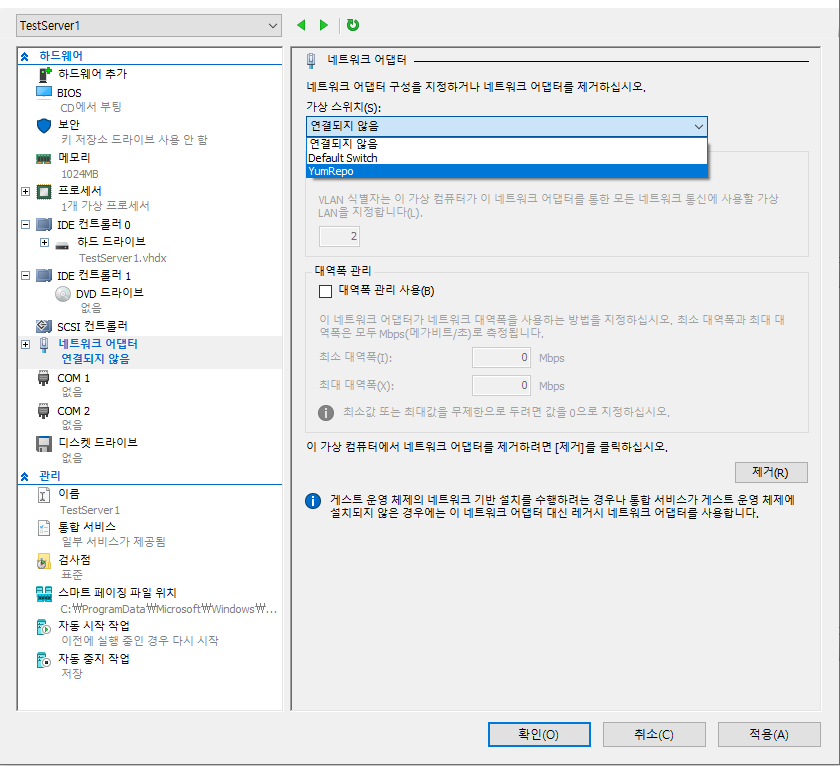 TestServer1
하드웨어
하드웨어 추가
BIOS
CD에서 부팅
보안
키 저장소 드라이브 사용 안 함
메모리
1024MB
프로세서
1개 가상 프로세서
IDE 컨트롤러 0
하드 드라이브
TestServer1.vhdx
IDE 컨트롤러 1
DVD 드라이브
없음
SCSI 컨트롤러
네트워크 어댑터
연결되지 않음
COM 1
없음
COM 2
없음
디스켓 드라이브
없음
관리
이름
TestServer1
통합 서비스
일부 서비스가 제공됨
검사점
표준
스마트 페이징 파일 위치
C:₩ProgramData₩Microsoft₩Windows₩...
자동 시작 작업
이전에 실행 중인 경우 다시 시작
자동 중지 작업
저장
네트워크 어댑터
네트워크 어댑터 구성을 지정하거나 네트워크 어댑터를 제거하십시오.
가상 스위치(S):
연결되지 않음
연결되지 않음
Default Switch
YumRepo
VLAN 식별자는 이 가상 컴퓨터가 이 네트워크 어댑터를 통한 모든 네트워크 통신에 사용할 가상
LAN을 지정합니다(L).
2
대역폭 관리
대역폭 관리 사용(B)
이 네트워크 어댑터가 네트워크 대역폭을 사용하는 방법을 지정하십시오. 최소 대역폭과 최대 대
역폭은 모두 Mbps(메가비트/초)로 측정됩니다.
최소 대역폭(I):
0 Mbps
최대 대역폭(X):
0 Mbps
최소값 또는 최대값을 무제한으로 두려면 값을 0으로 지정하십시오.
이 가상 컴퓨터에서 네트워크 어댑터를 제거하려면 [제거]를 클릭하십시오.
제거(R)
게스트 운영 체제의 네트워크 기반 설치를 수행하려는 경우나 통합 서비스가 게스트 운영 체제에
설치되지 않은 경우에는 이 네트워크 어댑터 대신 레거시 네트워크 어댑터를 사용합니다.
확인(O)
취소(C)
적용(A)